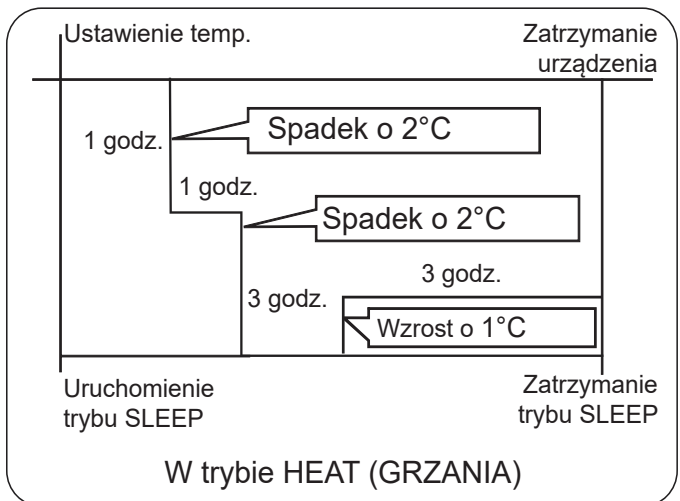 Ustawienie temp.
Zatrzymanie
urządzenia
1 godz.
Spadek o 2°C
1 godz.
Spadek o 2°C
3 godz.
3 godz.
Wzrost o 1°C
Uruchomienie
trybu SLEEP
Zatrzymanie
trybu SLEEP
W trybie HEAT (GRZANIA)